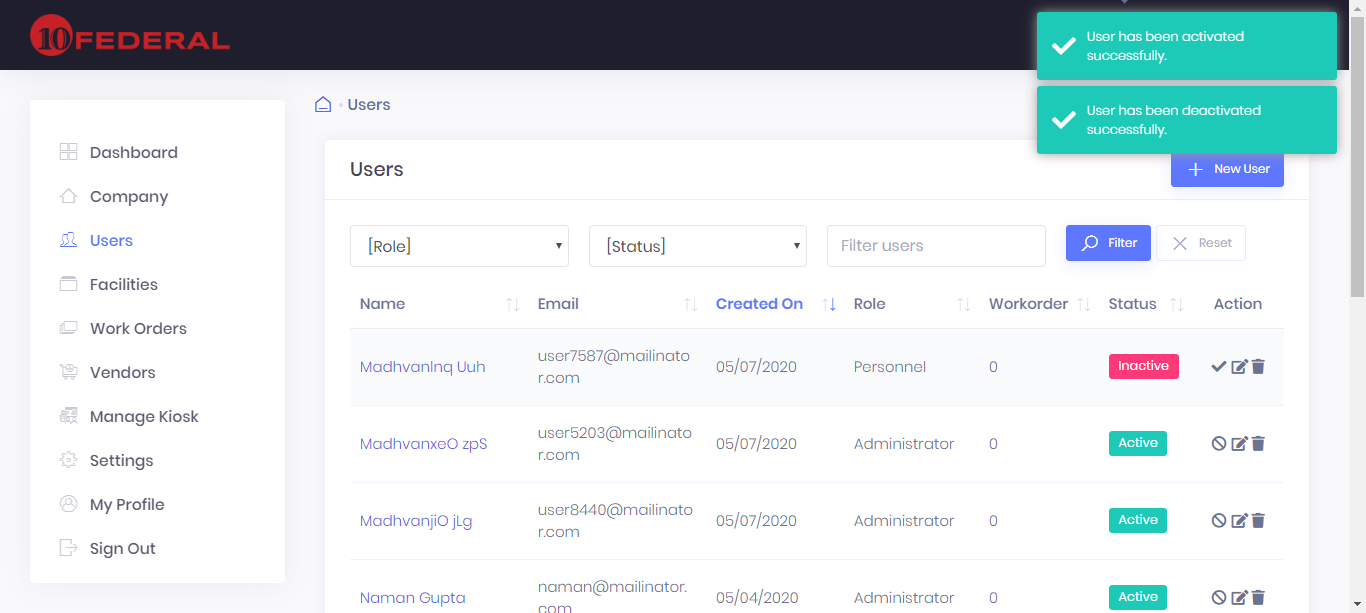 10 FEDERAL
User has been activated
successfully.
User has been deactivated
successfully.
Users
Dashboard
Company
Users
Facilities
Work Orders
Vendors
Manage Kiosk
Settings
My Profile
Sign Out
Users
New User
[Role]
[Status]
Filter users
Filter
Reset
Name Email Created On Role Workorder Status Action
MadhvanInq Uuh user7587@mailinato
r.com 05/07/2020 Personnel 0 Inactive
MadhvanxeO zpS user5203@mailinato
r.com 05/07/2020 Administrator 0 Active
MadhvanjiO jLg user8440@mailinato
r.com 05/07/2020 Administrator 0 Active
Naman Gupta naman@mailinator.
com 05/04/2020 Administrator 0 Active